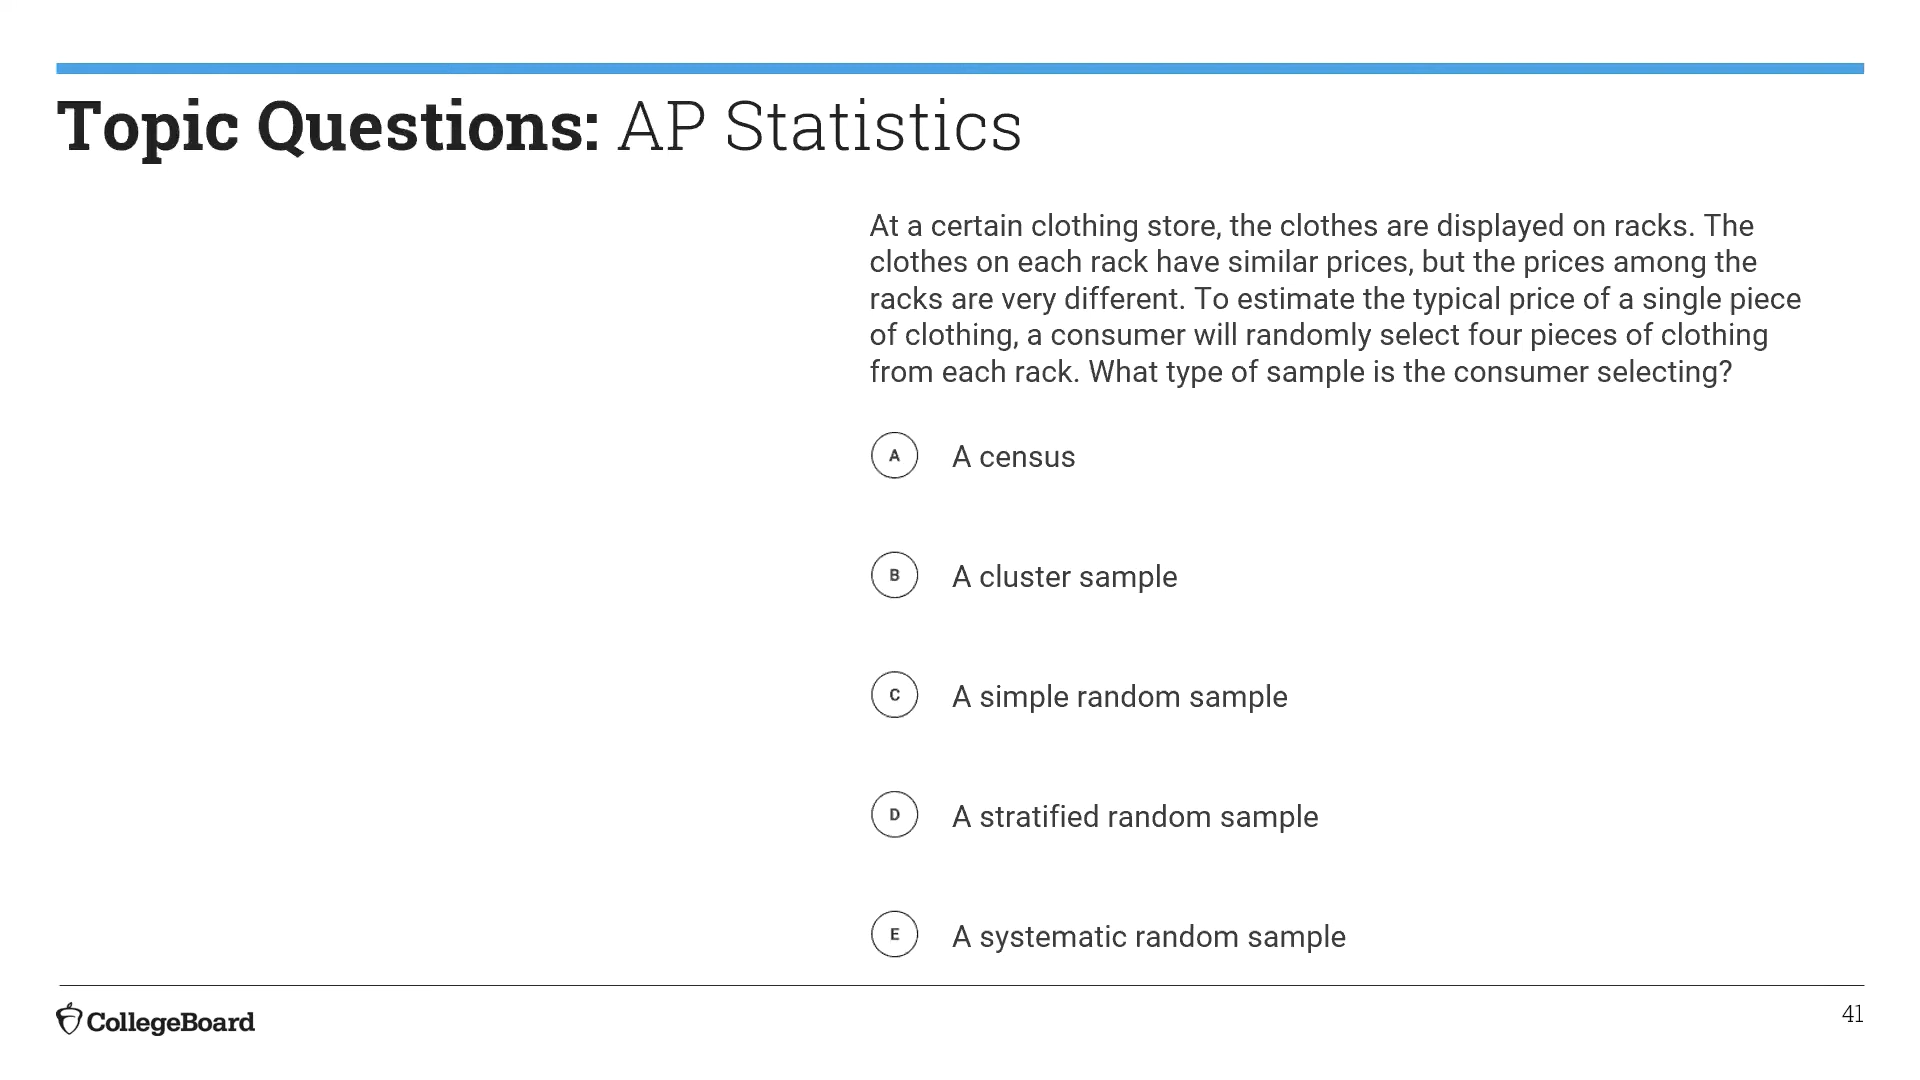 Topic Questions: AP Statistics
At a certain clothing store, the clothes are displayed on racks. The
clothes on each rack have similar prices, but the prices among the
racks are very different. To estimate the typical price of a single piece
of clothing, a consumer will randomly select four pieces of clothing
from each rack. What type of sample is the consumer selecting?
A A census
B A cluster sample
C A simple random sample
D A stratified random sample
E A systematic random sample
CollegeBoard
41